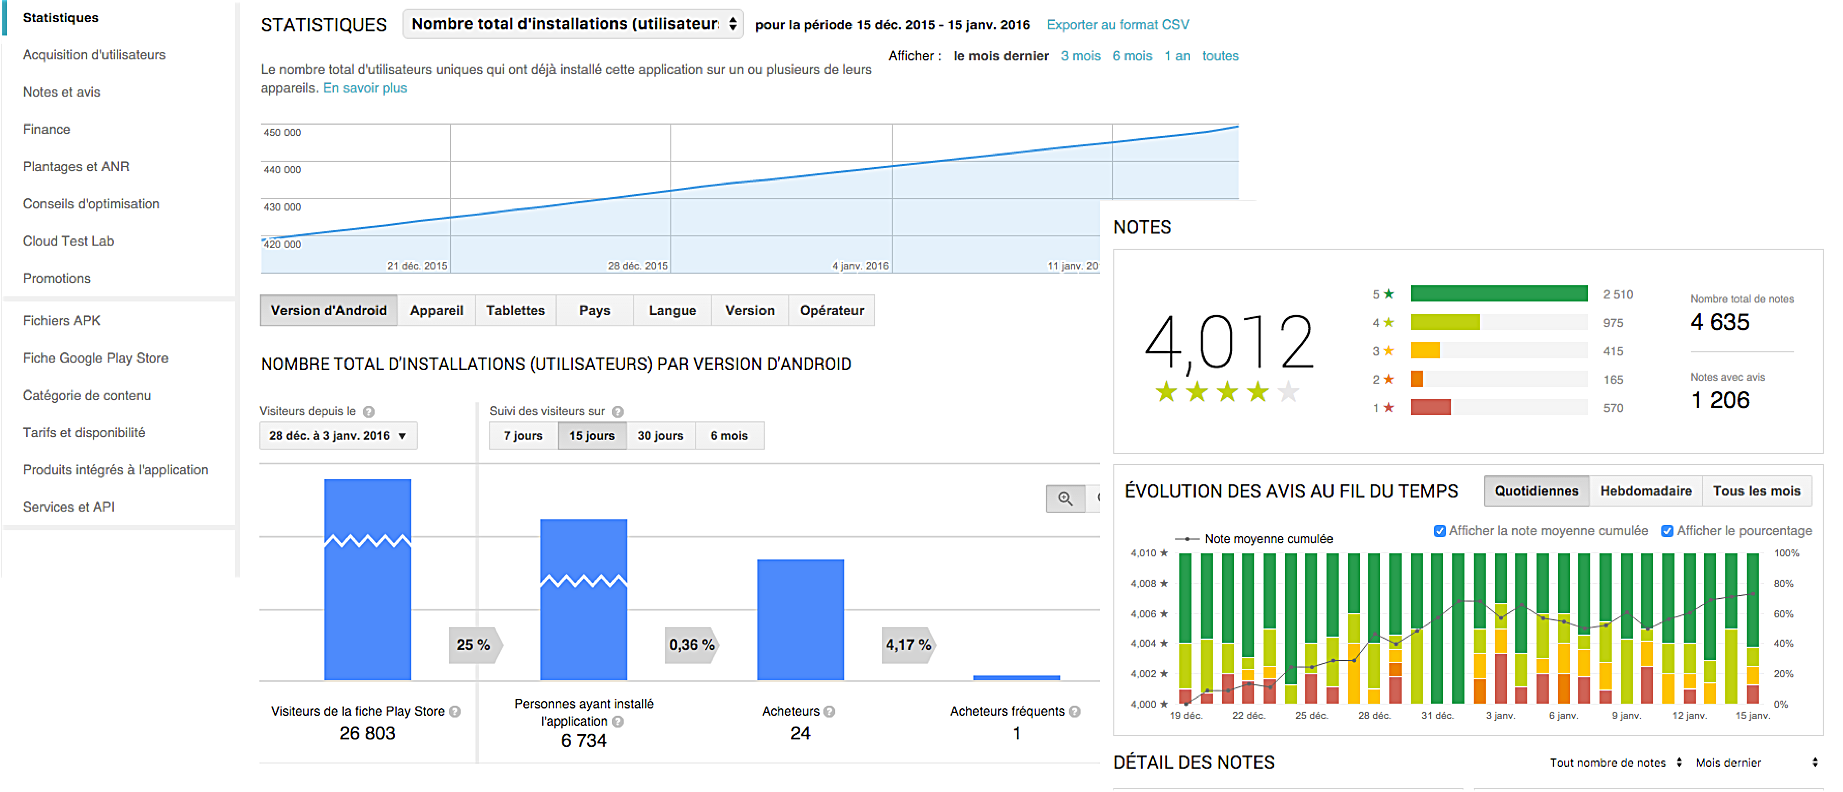 Statistiques
Acquisition d'utilisateurs
Notes et avis
Finance
Plantages et ANR
Conseils d'optimisation
Cloud Test Lab
Promotions
Fichiers APK
Fiche Google Play Store
Catégorie de contenu
Tarifs et disponibilité
Produits intégrés à l'application
Services et API
STATISTIQUES Nombre total d'installations (utilisateur: pour la période 15 déc. 2015 - 15 janv. 2016 Exporter au format CSV
Afficher : le mois dernier 3 mois 6 mois 1 an toutes
Le nombre total d'utilisateurs uniques qui ont déjà installé cette application sur un ou plusieurs de leurs
appareils. En savoir plus
450 000
440 000
430 000
420 000
21 déc. 2015 28 déc. 2015 4 janv. 2016 11 janv. 20
Version d'Android Appareil Tablettes Pays Langue Version Opérateur
NOMBRE TOTAL D'INSTALLATIONS (UTILISATEURS) PAR VERSION D'ANDROID
Visiteurs depuis le ? Suivi des visiteurs sur ?
28 déc. à 3 janv. 2016 7 jours 15 jours 30 jours 6 mois
25 % 0,36 % 4,17 %
Visiteurs de la fiche Play Store ?
26 803
Personnes ayant installé
l'application ?
6 734
Acheteurs ?
24
Acheteurs fréquents ?
1
NOTES
4,012
5 ★ 2 510
4 ★ 975
3 ★ 415
2 ★ 165
1 ★ 570
Nombre total de notes
4 635
Notes avec avis
1 206
ÉVOLUTION DES AVIS AU FIL DU TEMPS Quotidiennes Hebdomadaire Tous les mois
Afficher la note moyenne cumulée Afficher le pourcentage
Note moyenne cumulée
4,010 ★ 100%
4,008 ★ 80%
4,006 ★ 60%
4,004 ★ 40%
4,002 ★ 20%
4,000 ★ 0%
19 déc. 22 déc. 25 déc. 28 déc. 31 déc. 3 janv. 6 janv. 9 janv. 12 janv. 15 janv.
DÉTAIL DES NOTES Tout nombre de notes Mois dernier